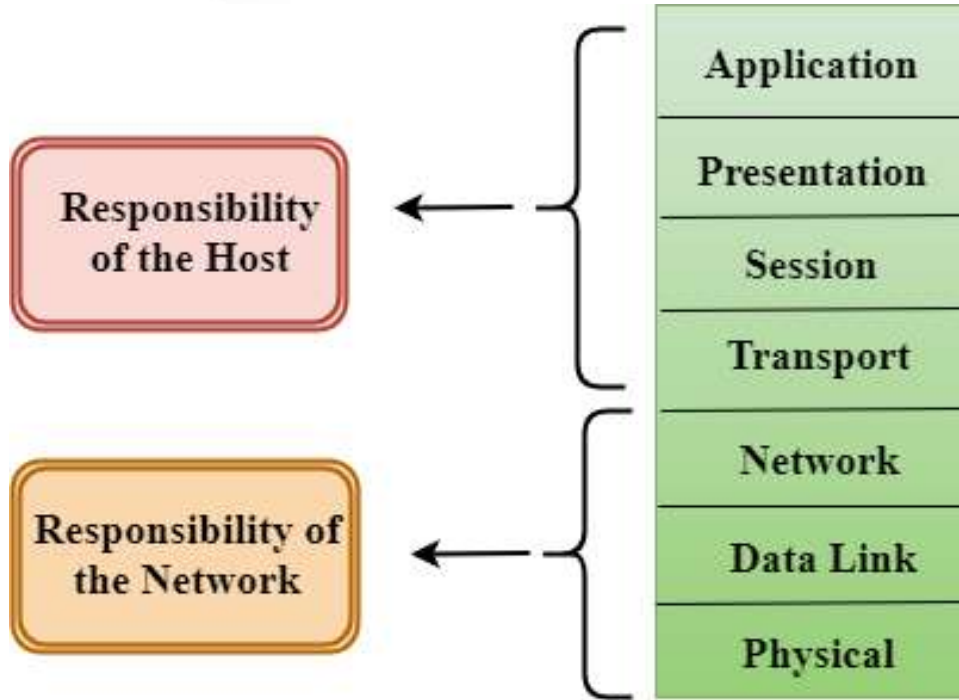 Application
Presentation
Session
Transport
Network
Data Link
Physical
Responsibility
of the Host
Responsibility of
the Network